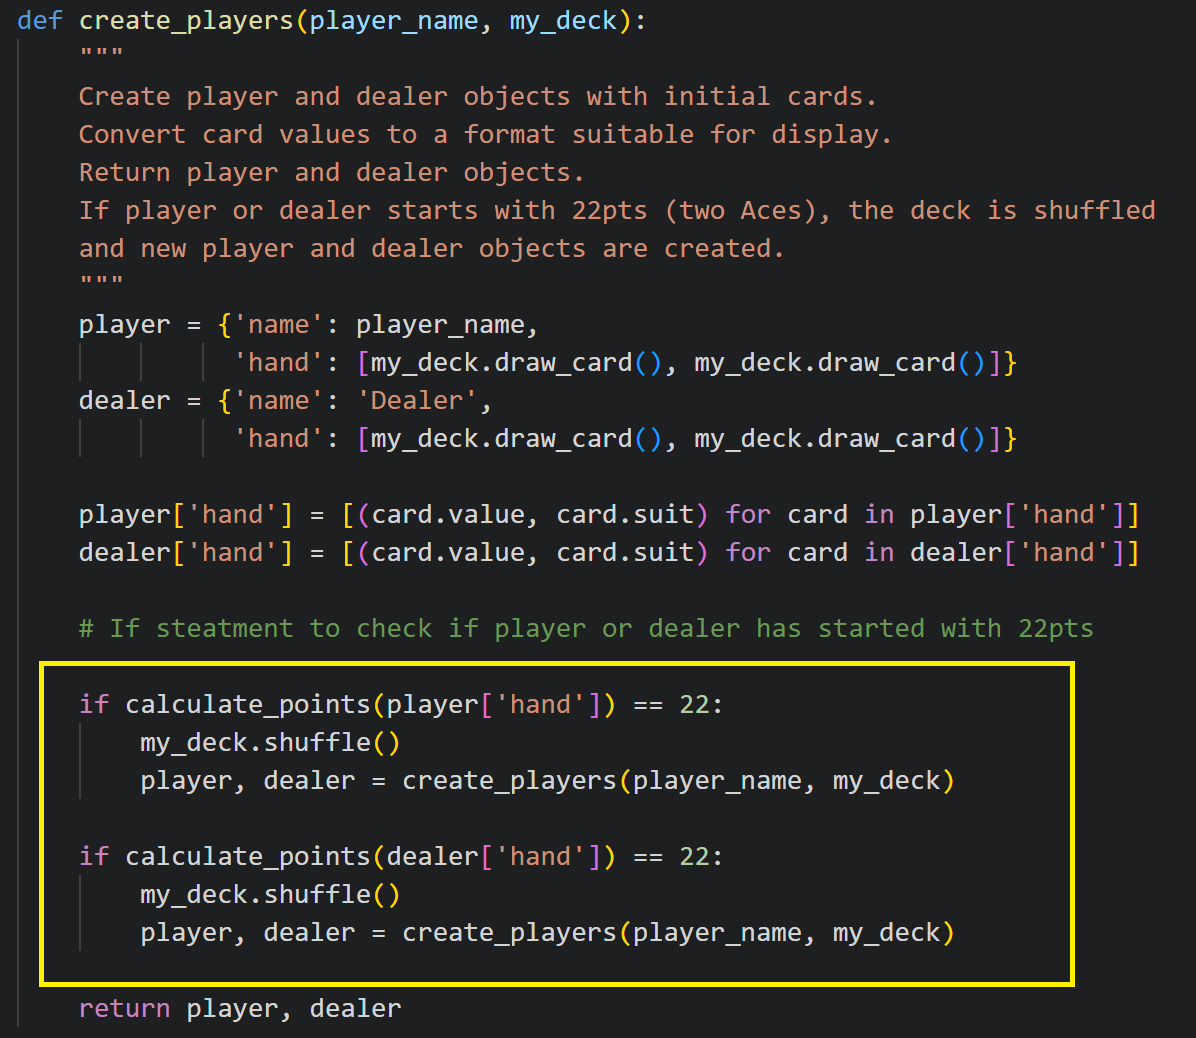 def create_players(player_name, my_deck):
"""
Create player and dealer objects with initial cards.
Convert card values to a format suitable for display.
Return player and dealer objects.
If player or dealer starts with 22pts (two Aces), the deck is shuffled
and new player and dealer objects are created.
"""
player = {'name': player_name,
'hand': [my_deck.draw_card(), my_deck.draw_card()]}
dealer = {'name': 'Dealer',
'hand': [my_deck.draw_card(), my_deck.draw_card()]}
player['hand'] = [(card.value, card.suit) for card in player['hand']]
dealer['hand'] = [(card.value, card.suit) for card in dealer['hand']]
# If steatment to check if player or dealer has started with 22pts
if calculate_points(player['hand']) == 22:
my_deck.shuffle()
player, dealer = create_players(player_name, my_deck)
if calculate_points(dealer['hand']) == 22:
my_deck.shuffle()
player, dealer = create_players(player_name, my_deck)
return player, dealer